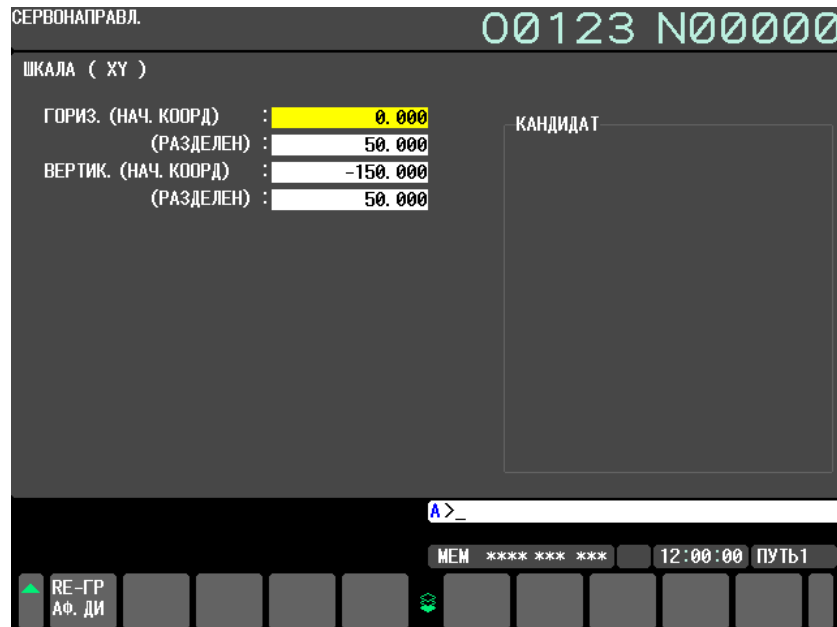 СЕРВОНАПРАВЛ.
O0123 N00000
ШКАЛА ( XY )
ГОРИЗ. (НАЧ. КООРД) : 0.000
(РАЗДЕЛЕН) : 50.000
ВЕРТИК. (НАЧ. КООРД) : -150.000
(РАЗДЕЛЕН) : 50.000
КАНДИДАТ
A>_
MEM **** *** *** 12:00:00 ПУТЬ1
RE-ГР
АФ. ДИ